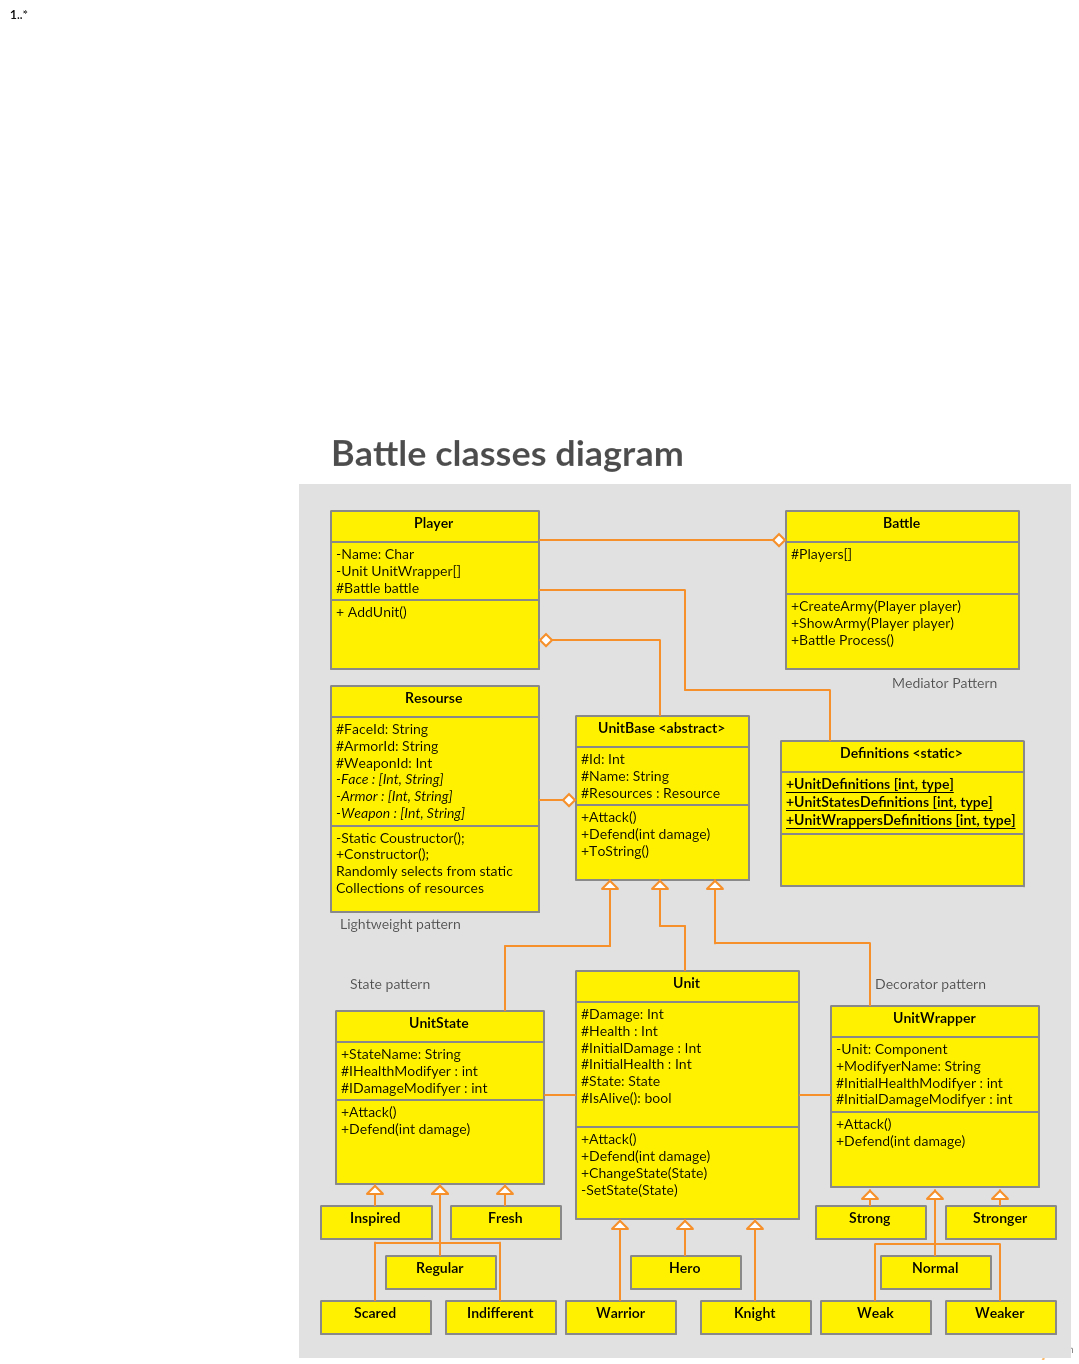 1..*
Battle classes diagram
Player
-Name: Char
-Unit UnitWrapper[]
#Battle battle
+ AddUnit()
Battle
#Players[]
+CreateArmy(Player player)
+ShowArmy(Player player)
+Battle Process()
Mediator Pattern
Resourse
#FaceId: String
#ArmorId: String
#WeaponId: Int
-Face : [Int, String]
-Armor : [Int, String]
-Weapon : [Int, String]
-Static Coustructor();
+Constructor();
Randomly selects from static
Collections of resources
Lightweight pattern
UnitBase <abstract>
#Id: Int
#Name: String
#Resources : Resource
+Attack()
+Defend(int damage)
+ToString()
Definitions <static>
+UnitDefinitions [int, type]
+UnitStatesDefinitions [int, type]
+UnitWrappersDefinitions [int, type]
State pattern
UnitState
+StateName: String
#IHealthModifyer : int
#IDamageModifyer : int
+Attack()
+Defend(int damage)
Unit
#Damage: Int
#Health : Int
#InitialDamage : Int
#InitialHealth : Int
#State: State
#IsAlive(): bool
+Attack()
+Defend(int damage)
+ChangeState(State)
-SetState(State)
Decorator pattern
UnitWrapper
-Unit: Component
+ModifyerName: String
#InitialHealthModifyer : int
#InitialDamageModifyer : int
+Attack()
+Defend(int damage)
Inspired
Fresh
Regular
Scared
Indifferent
Hero
Warrior
Knight
Strong
Stronger
Normal
Weak
Weaker